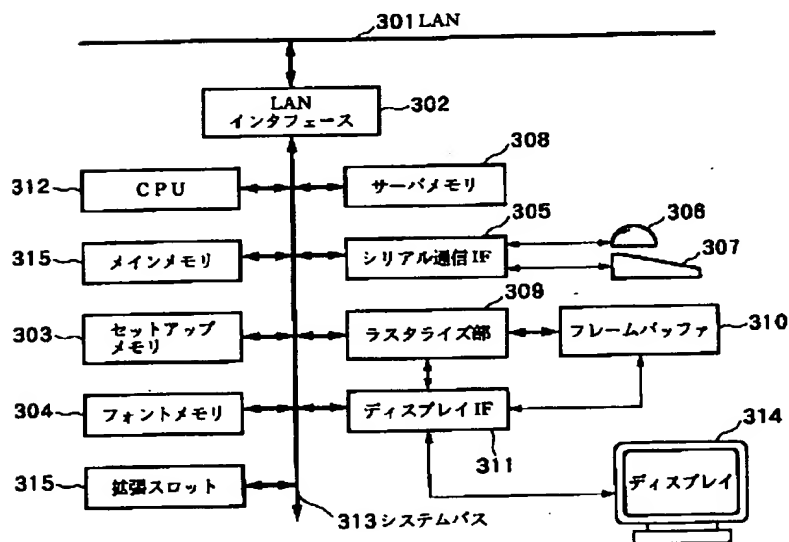 301 LAN
LAN
インタフェース
302
308
312
CPU
サーバメモリ
305
306
315
メインメモリ
シリアル通信 IF
307
309
303
セットアップ
メモリ
ラスタライズ部
フレームバッファ
310
304
フォントメモリ
ディスプレイ IF
311
314
315
拡張スロット
ディスプレイ
313 システムバス